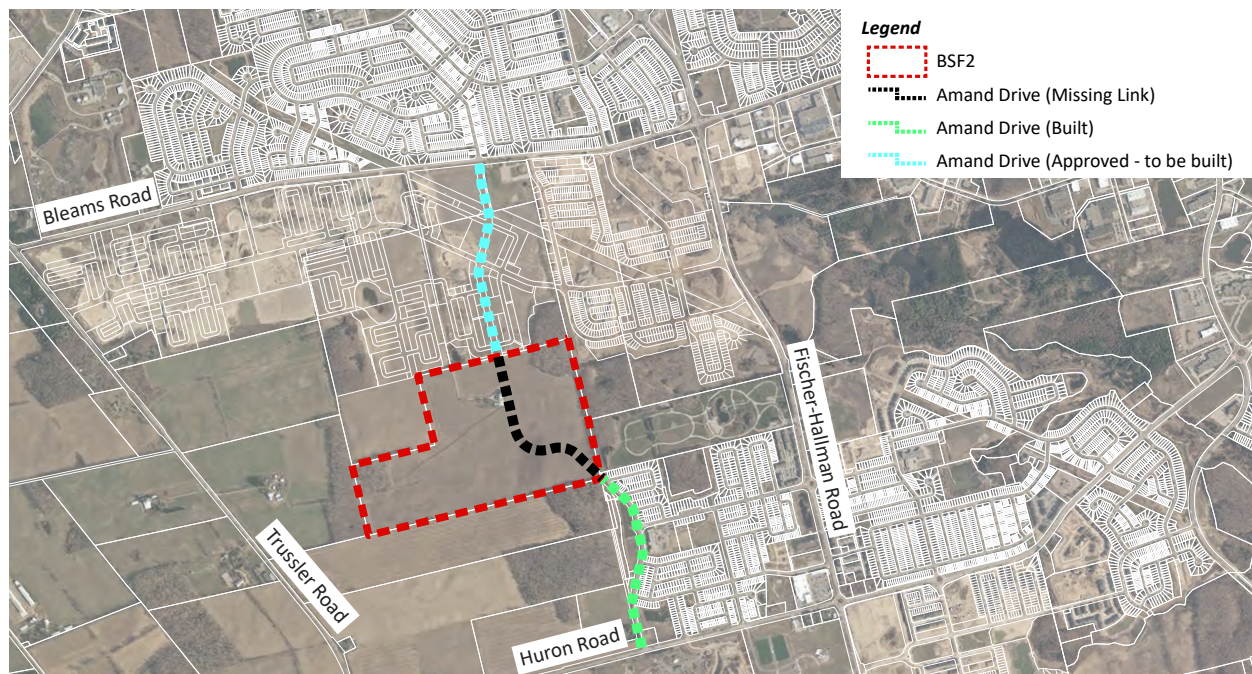 Legend
BSF2
Amand Drive (Missing Link)
Amand Drive (Built)
Amand Drive (Approved - to be built)
Bleams Road
Fischer-Hallman Road
Trussler Road
Huron Road